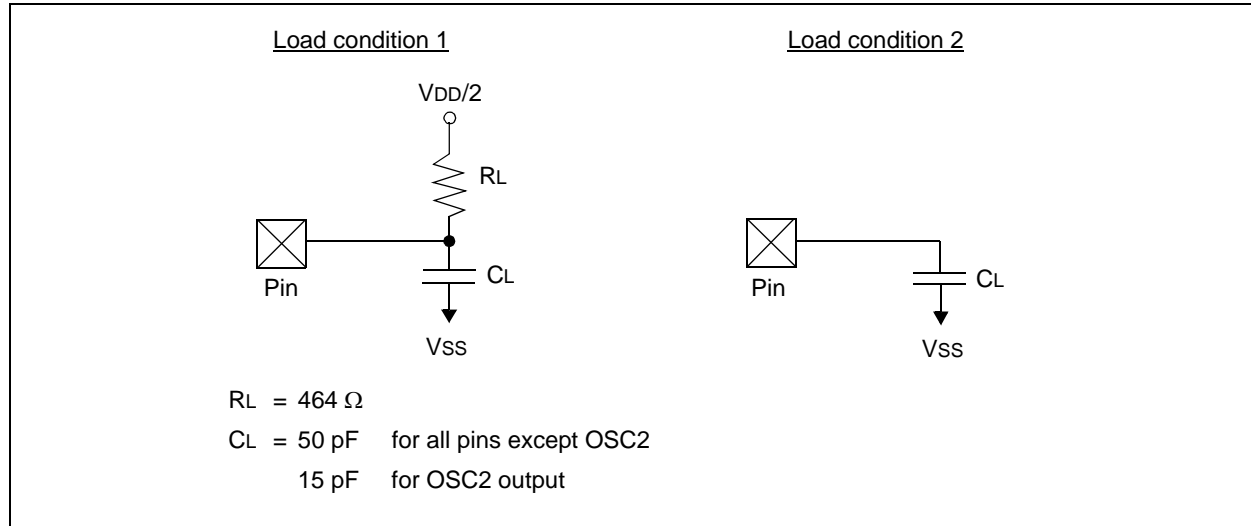 Load condition 1
Load condition 2
VDD/2
RL
Pin
CL
VSS
Pin
CL
VSS
RL = 464 Ω
CL = 50 pF for all pins except OSC2
15 pF for OSC2 output